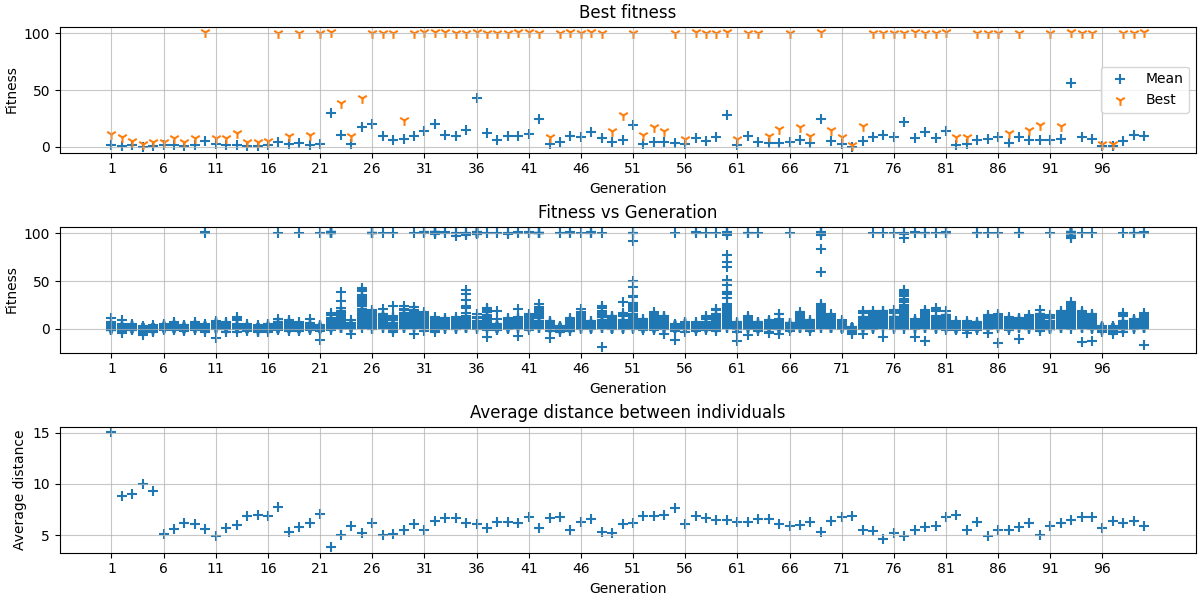 Best fitness
Fitness
100
50
0
Mean
Best
1 6 11 16 21 26 31 36 41 46 51 56 61 66 71 76 81 86 91 96
Generation
Fitness vs Generation
Fitness
100
50
0
1 6 11 16 21 26 31 36 41 46 51 56 61 66 71 76 81 86 91 96
Generation
Average distance between individuals
Average distance
15
10
5
1 6 11 16 21 26 31 36 41 46 51 56 61 66 71 76 81 86 91 96
Generation